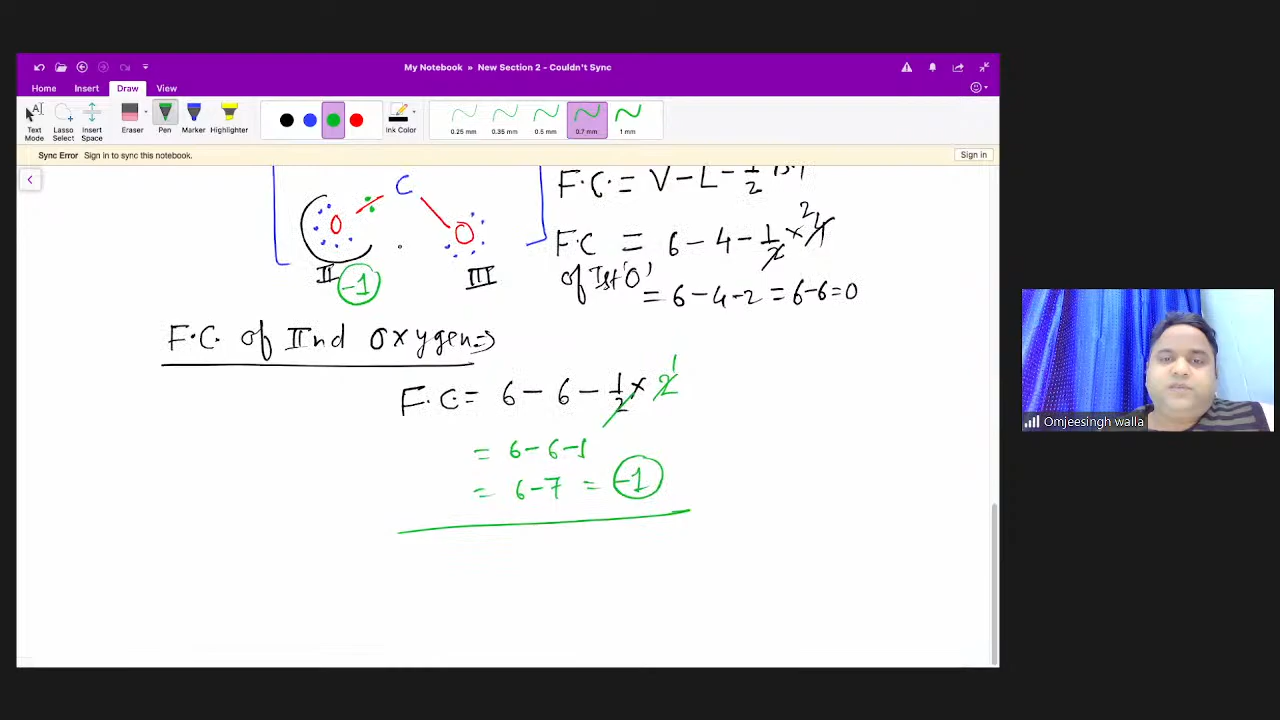 My Notebook » New Section 2 - Couldn't Sync
Home Insert Draw View
Text Mode
Lasso Select
Insert Space
Eraser
Pen
Marker
Highlighter
Ink Color
0.25 mm
0.35 mm
0.5 mm
0.7 mm
1 mm
Sync Error Sign in to sync this notebook.
Sign in
C
O
O
II
-1
III
F.C. = V - L - 1/2
F.C = 6 - 4 - 1/2 × 4 2
of Ist 'O'
= 6 - 4 - 2 = 6 - 6 = 0
F.C. of IInd Oxygen ⇒
F.C. = 6 - 6 - 1/2 × 2 1
= 6 - 6 - 1
= 6 - 7 = -1
Omjeesingh walla